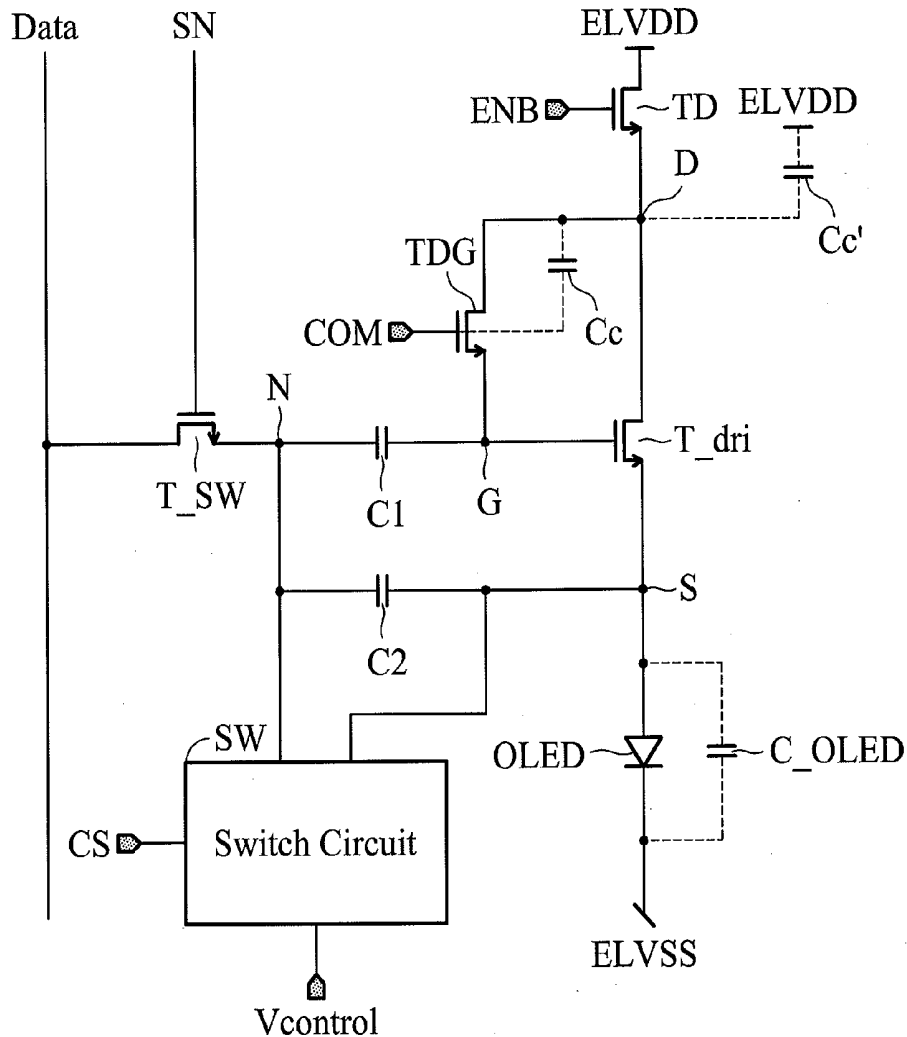 Data
SN
ELVDD
ENB
TD
ELVDD
D
Cc'
TDG
Cc
COM
N
T_SW
C1
G
T_dri
S
C2
SW
OLED
C_OLED
CS
Switch Circuit
ELVSS
Vcontrol